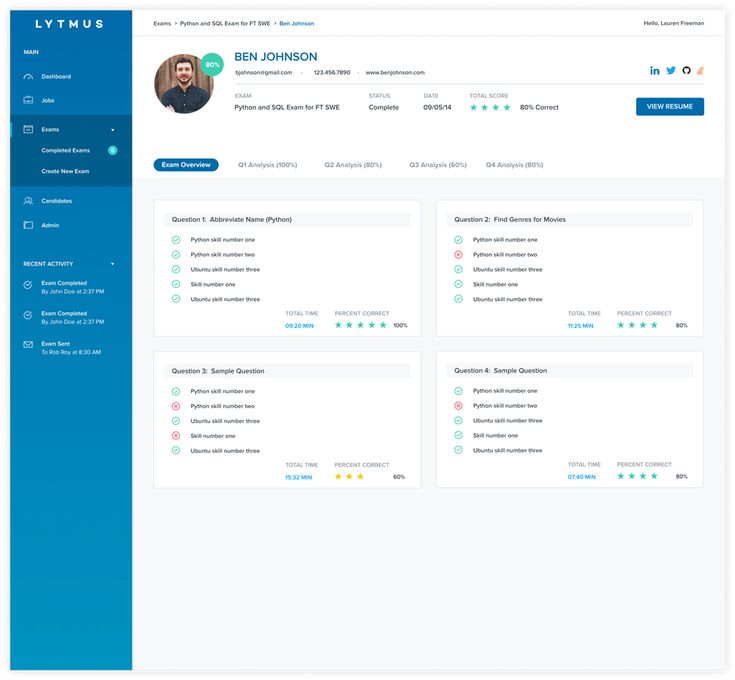 LYTMUS
Exams > Python and SQL Exam for FT SWE > Ben Johnson
Hello, Lauren Freeman
MAIN
Dashboard
Jobs
Exams
Completed Exams
Create New Exam
Candidates
Admin
RECENT ACTIVITY
Exam Completed
By John Doe at 2:37 PM
Exam Completed
By John Doe at 2:37 PM
Exam Sent
To Rob Roy at 8:30 AM
80%
BEN JOHNSON
bjohnson@gmail.com · 123.456.7890 · www.benjohnson.com
EXAM STATUS DATE TOTAL SCORE
Python and SQL Exam for FT SWE Complete 09/05/14 80% Correct
VIEW RESUME
Exam Overview Q1 Analysis (100%) Q2 Analysis (80%) Q3 Analysis (60%) Q4 Analysis (80%)
Question 1: Abbreviate Name (Python)
Python skill number one
Python skill number two
Ubuntu skill number three
Skill number one
Ubuntu skill number three
TOTAL TIME PERCENT CORRECT
09:20 MIN 100%
Question 2: Find Genres for Movies
Python skill number one
Python skill number two
Ubuntu skill number three
Skill number one
Ubuntu skill number three
TOTAL TIME PERCENT CORRECT
11:25 MIN 80%
Question 3: Sample Question
Python skill number one
Python skill number two
Ubuntu skill number three
Skill number one
Ubuntu skill number three
TOTAL TIME PERCENT CORRECT
15:32 MIN 60%
Question 4: Sample Question
Python skill number one
Python skill number two
Ubuntu skill number three
Skill number one
Ubuntu skill number three
TOTAL TIME PERCENT CORRECT
07:40 MIN 80%